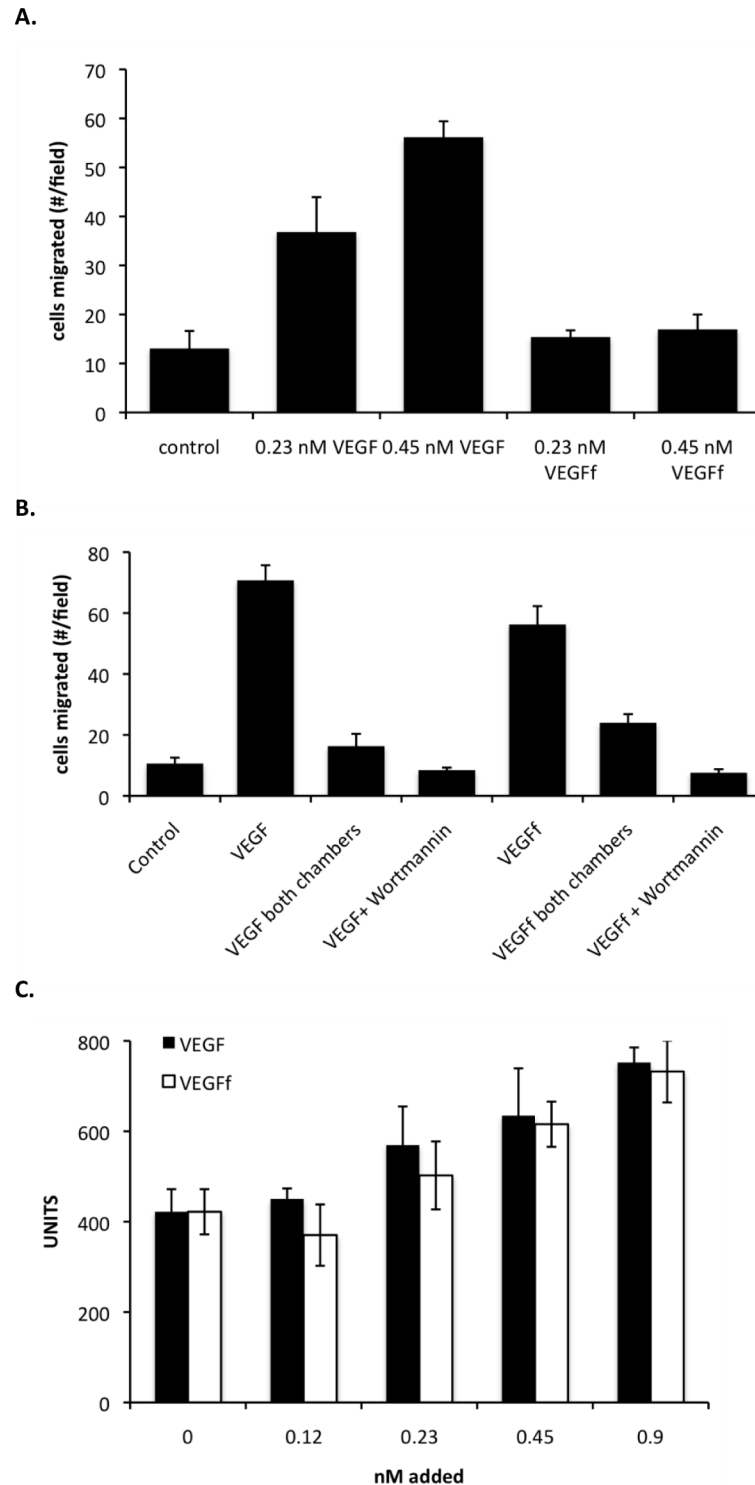 A.
70
60
50
40
30
20
10
0
cells migrated (#/field)
control
0.23 nM VEGF
0.45 nM VEGF
0.23 nM
VEGFf
0.45 nM
VEGFf
B.
80
60
40
20
0
cells migrated (#/field)
Control
VEGF
VEGF both chambers
VEGF+ Wortmannin
VEGFf
VEGFf both chambers
VEGFf + Wortmannin
C.
800
600
400
200
0
UNITS
VEGF
VEGFf
0
0.12
0.23
0.45
0.9
nM added